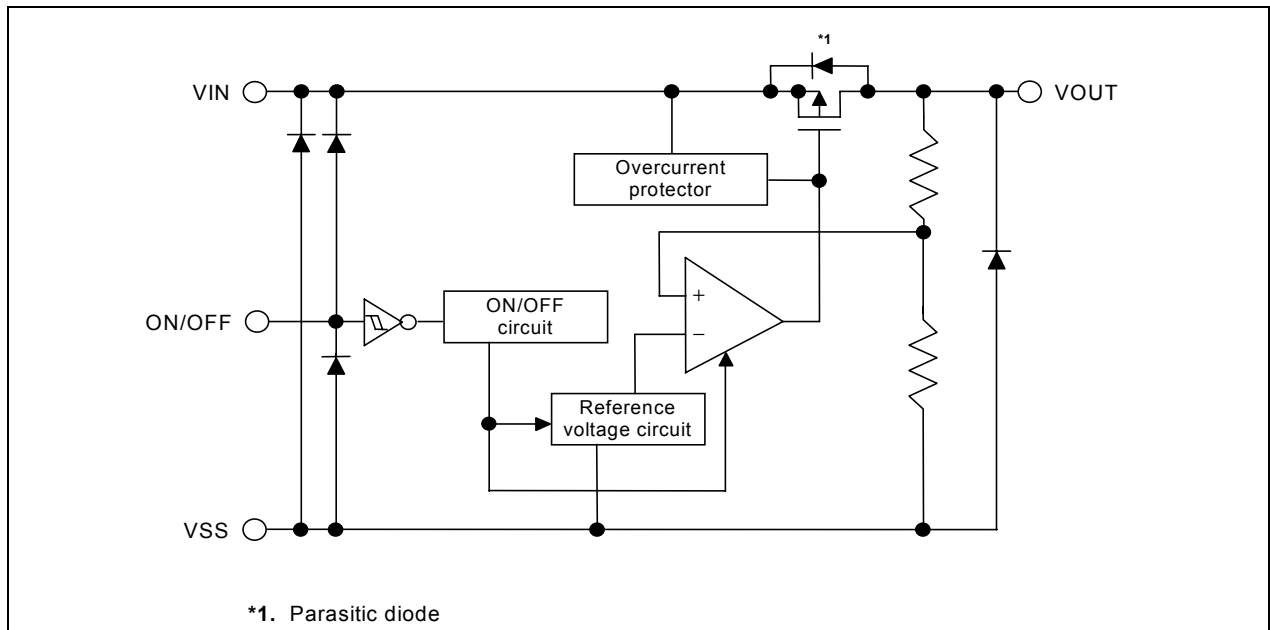 *1
VIN
VOUT
Overcurrent
protector
+
ON/OFF
ON/OFF
circuit
−
Reference
voltage circuit
VSS
*1. Parasitic diode